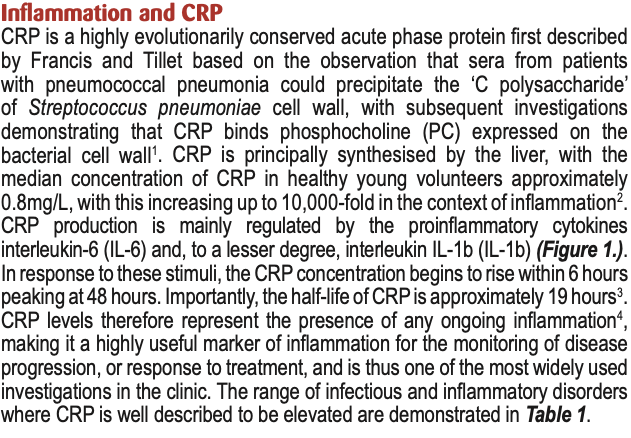 Inflammation and CRP
CRP is a highly evolutionarily conserved acute phase protein first described
by Francis and Tillet based on the observation that sera from patients
with pneumococcal pneumonia could precipitate the ‘C polysaccharide’
of Streptococcus pneumoniae cell wall, with subsequent investigations
demonstrating that CRP binds phosphocholine (PC) expressed on the
bacterial cell wall¹. CRP is principally synthesised by the liver, with the
median concentration of CRP in healthy young volunteers approximately
0.8mg/L, with this increasing up to 10,000-fold in the context of inflammation².
CRP production is mainly regulated by the proinflammatory cytokines
interleukin-6 (IL-6) and, to a lesser degree, interleukin IL-1b (IL-1b) (Figure 1.).
In response to these stimuli, the CRP concentration begins to rise within 6 hours
peaking at 48 hours. Importantly, the half-life of CRP is approximately 19 hours³.
CRP levels therefore represent the presence of any ongoing inflammation⁴,
making it a highly useful marker of inflammation for the monitoring of disease
progression, or response to treatment, and is thus one of the most widely used
investigations in the clinic. The range of infectious and inflammatory disorders
where CRP is well described to be elevated are demonstrated in Table 1.